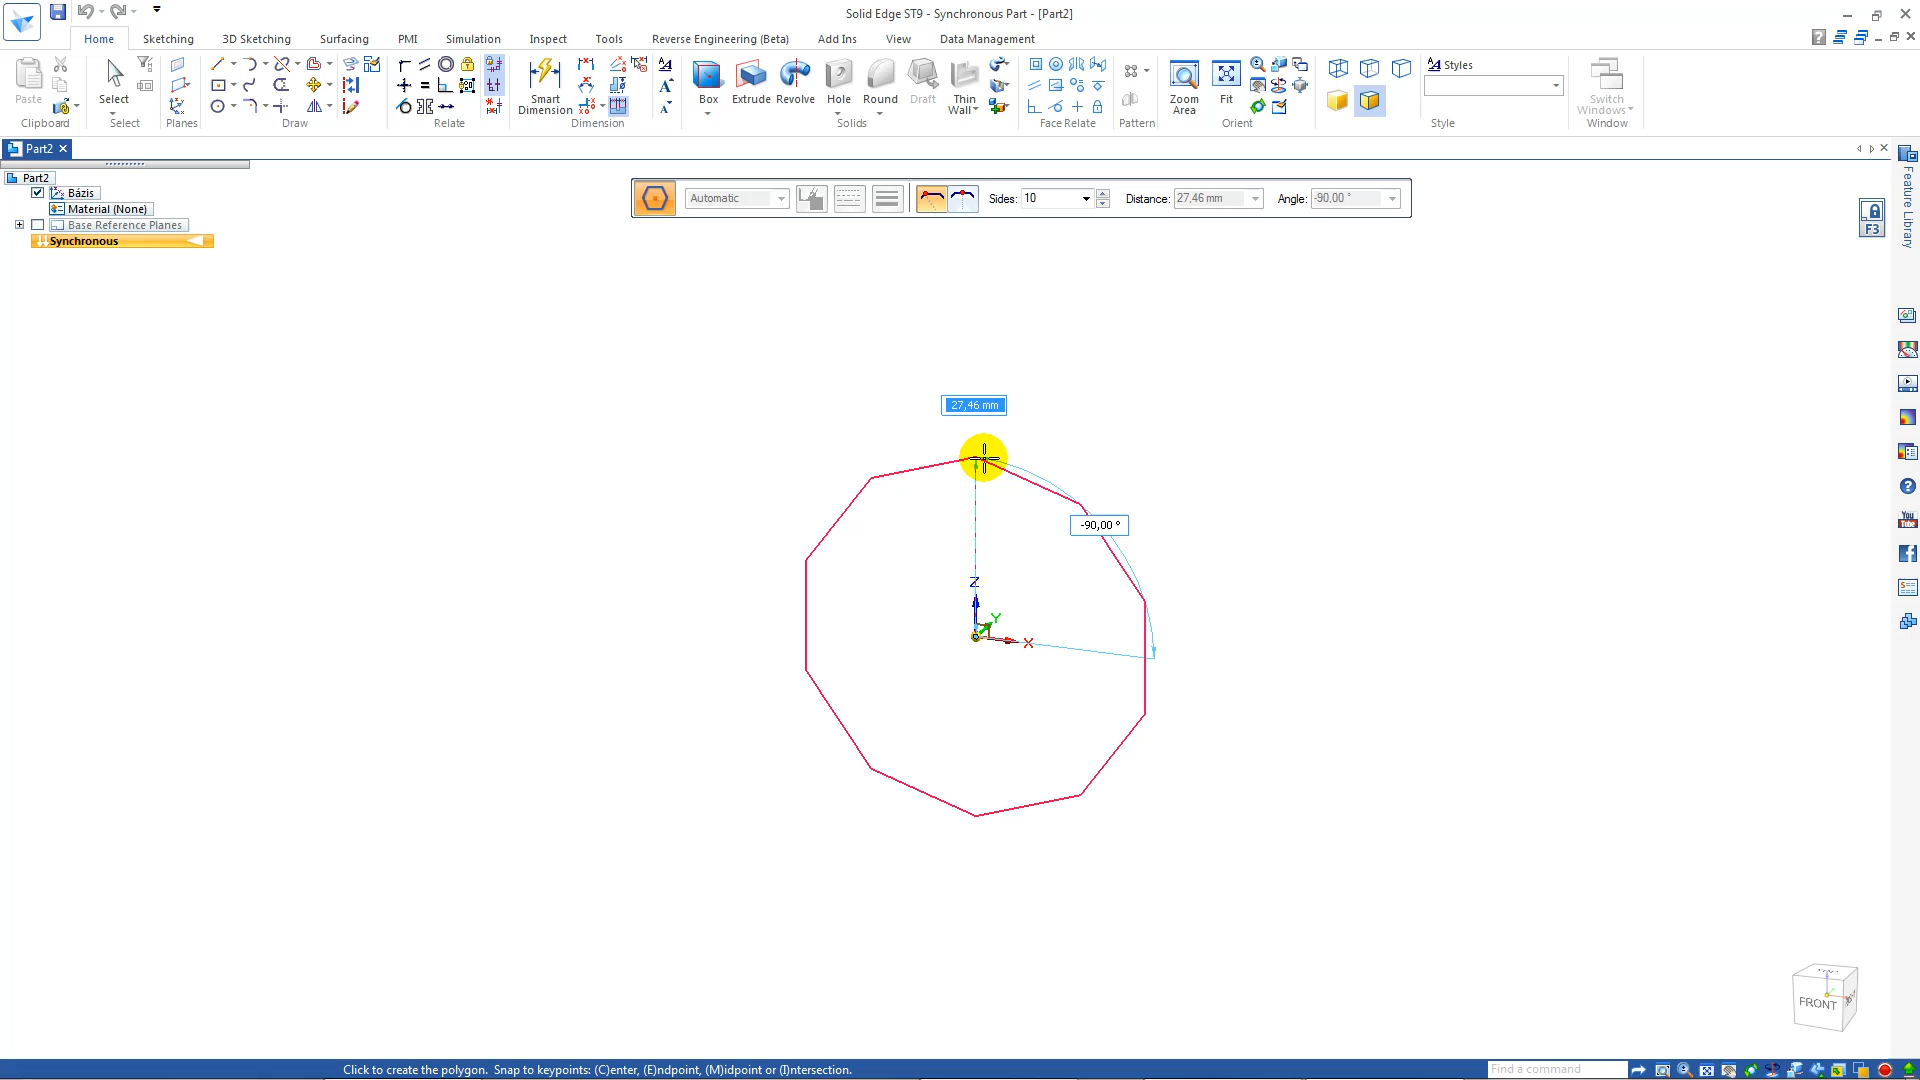 Solid Edge ST9 - Synchronous Part - [Part2]
Home
Sketching
3D Sketching
Surfacing
PMI
Simulation
Inspect
Tools
Reverse Engineering (Beta)
Add Ins
View
Data Management
Paste
Clipboard
Select
Select
Planes
Draw
Relate
Smart
Dimension
Dimension
Box
Extrude
Revolve
Hole
Round
Draft
Thin
Wall
Solids
Face Relate
Pattern
Zoom
Area
Fit
Orient
Styles
Style
Switch
Windows
Window
Part2
Part2
Bázis
Material (None)
Base Reference Planes
Synchronous
Automatic
Sides: 10
Distance: 27,46 mm
Angle: -90,00 °
F3
Feature Library
27,46 mm
-90,00 °
Z
Y
X
FRONT
You
Tube
Click to create the polygon. Snap to keypoints: (C)enter, (E)ndpoint, (M)idpoint or (I)ntersection.
Find a command